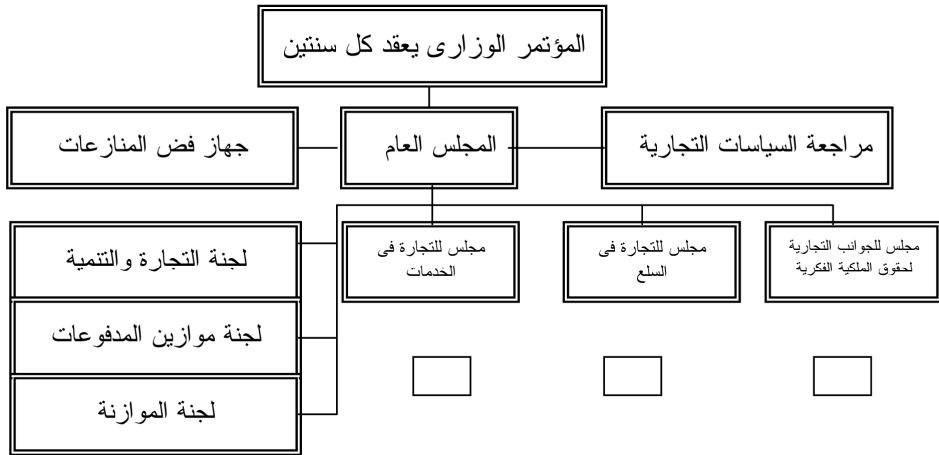 المؤتمر الوزارى يعقد كل سنتين
مراجعة السياسات التجارية
المجلس العام
جهاز فض المنازعات
مجلس للجوانب التجارية
لحقوق الملكية الفكرية
مجلس للتجارة فى
السلع
مجلس للتجارة فى
الخدمات
لجنة التجارة والتنمية
لجنة موازين المدفوعات
لجنة الموازنة